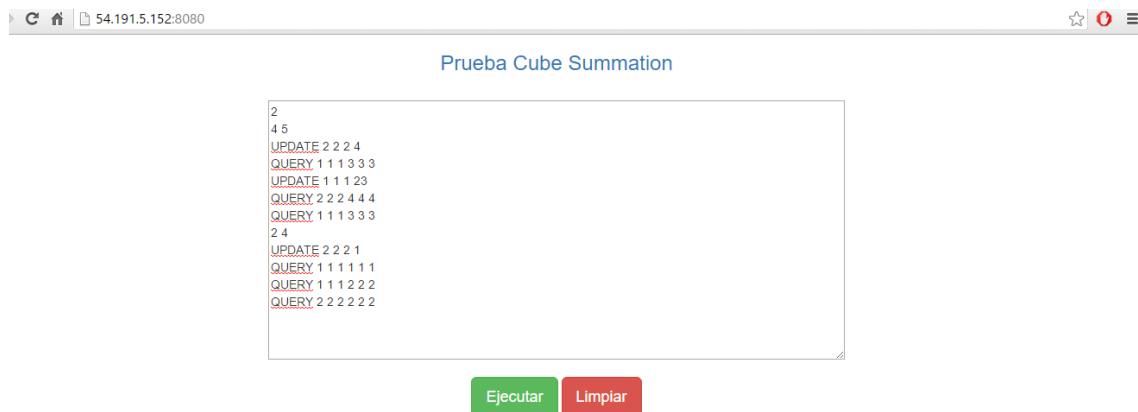 54.191.5.152:8080
Prueba Cube Summation
2
4 5
UPDATE 2 2 2 4
QUERY 1 1 1 3 3 3
UPDATE 1 1 1 23
QUERY 2 2 2 4 4 4
QUERY 1 1 1 3 3 3
2 4
UPDATE 2 2 2 1
QUERY 1 1 1 1 1 1
QUERY 1 1 1 2 2 2
QUERY 2 2 2 2 2 2
Ejecutar Limpiar